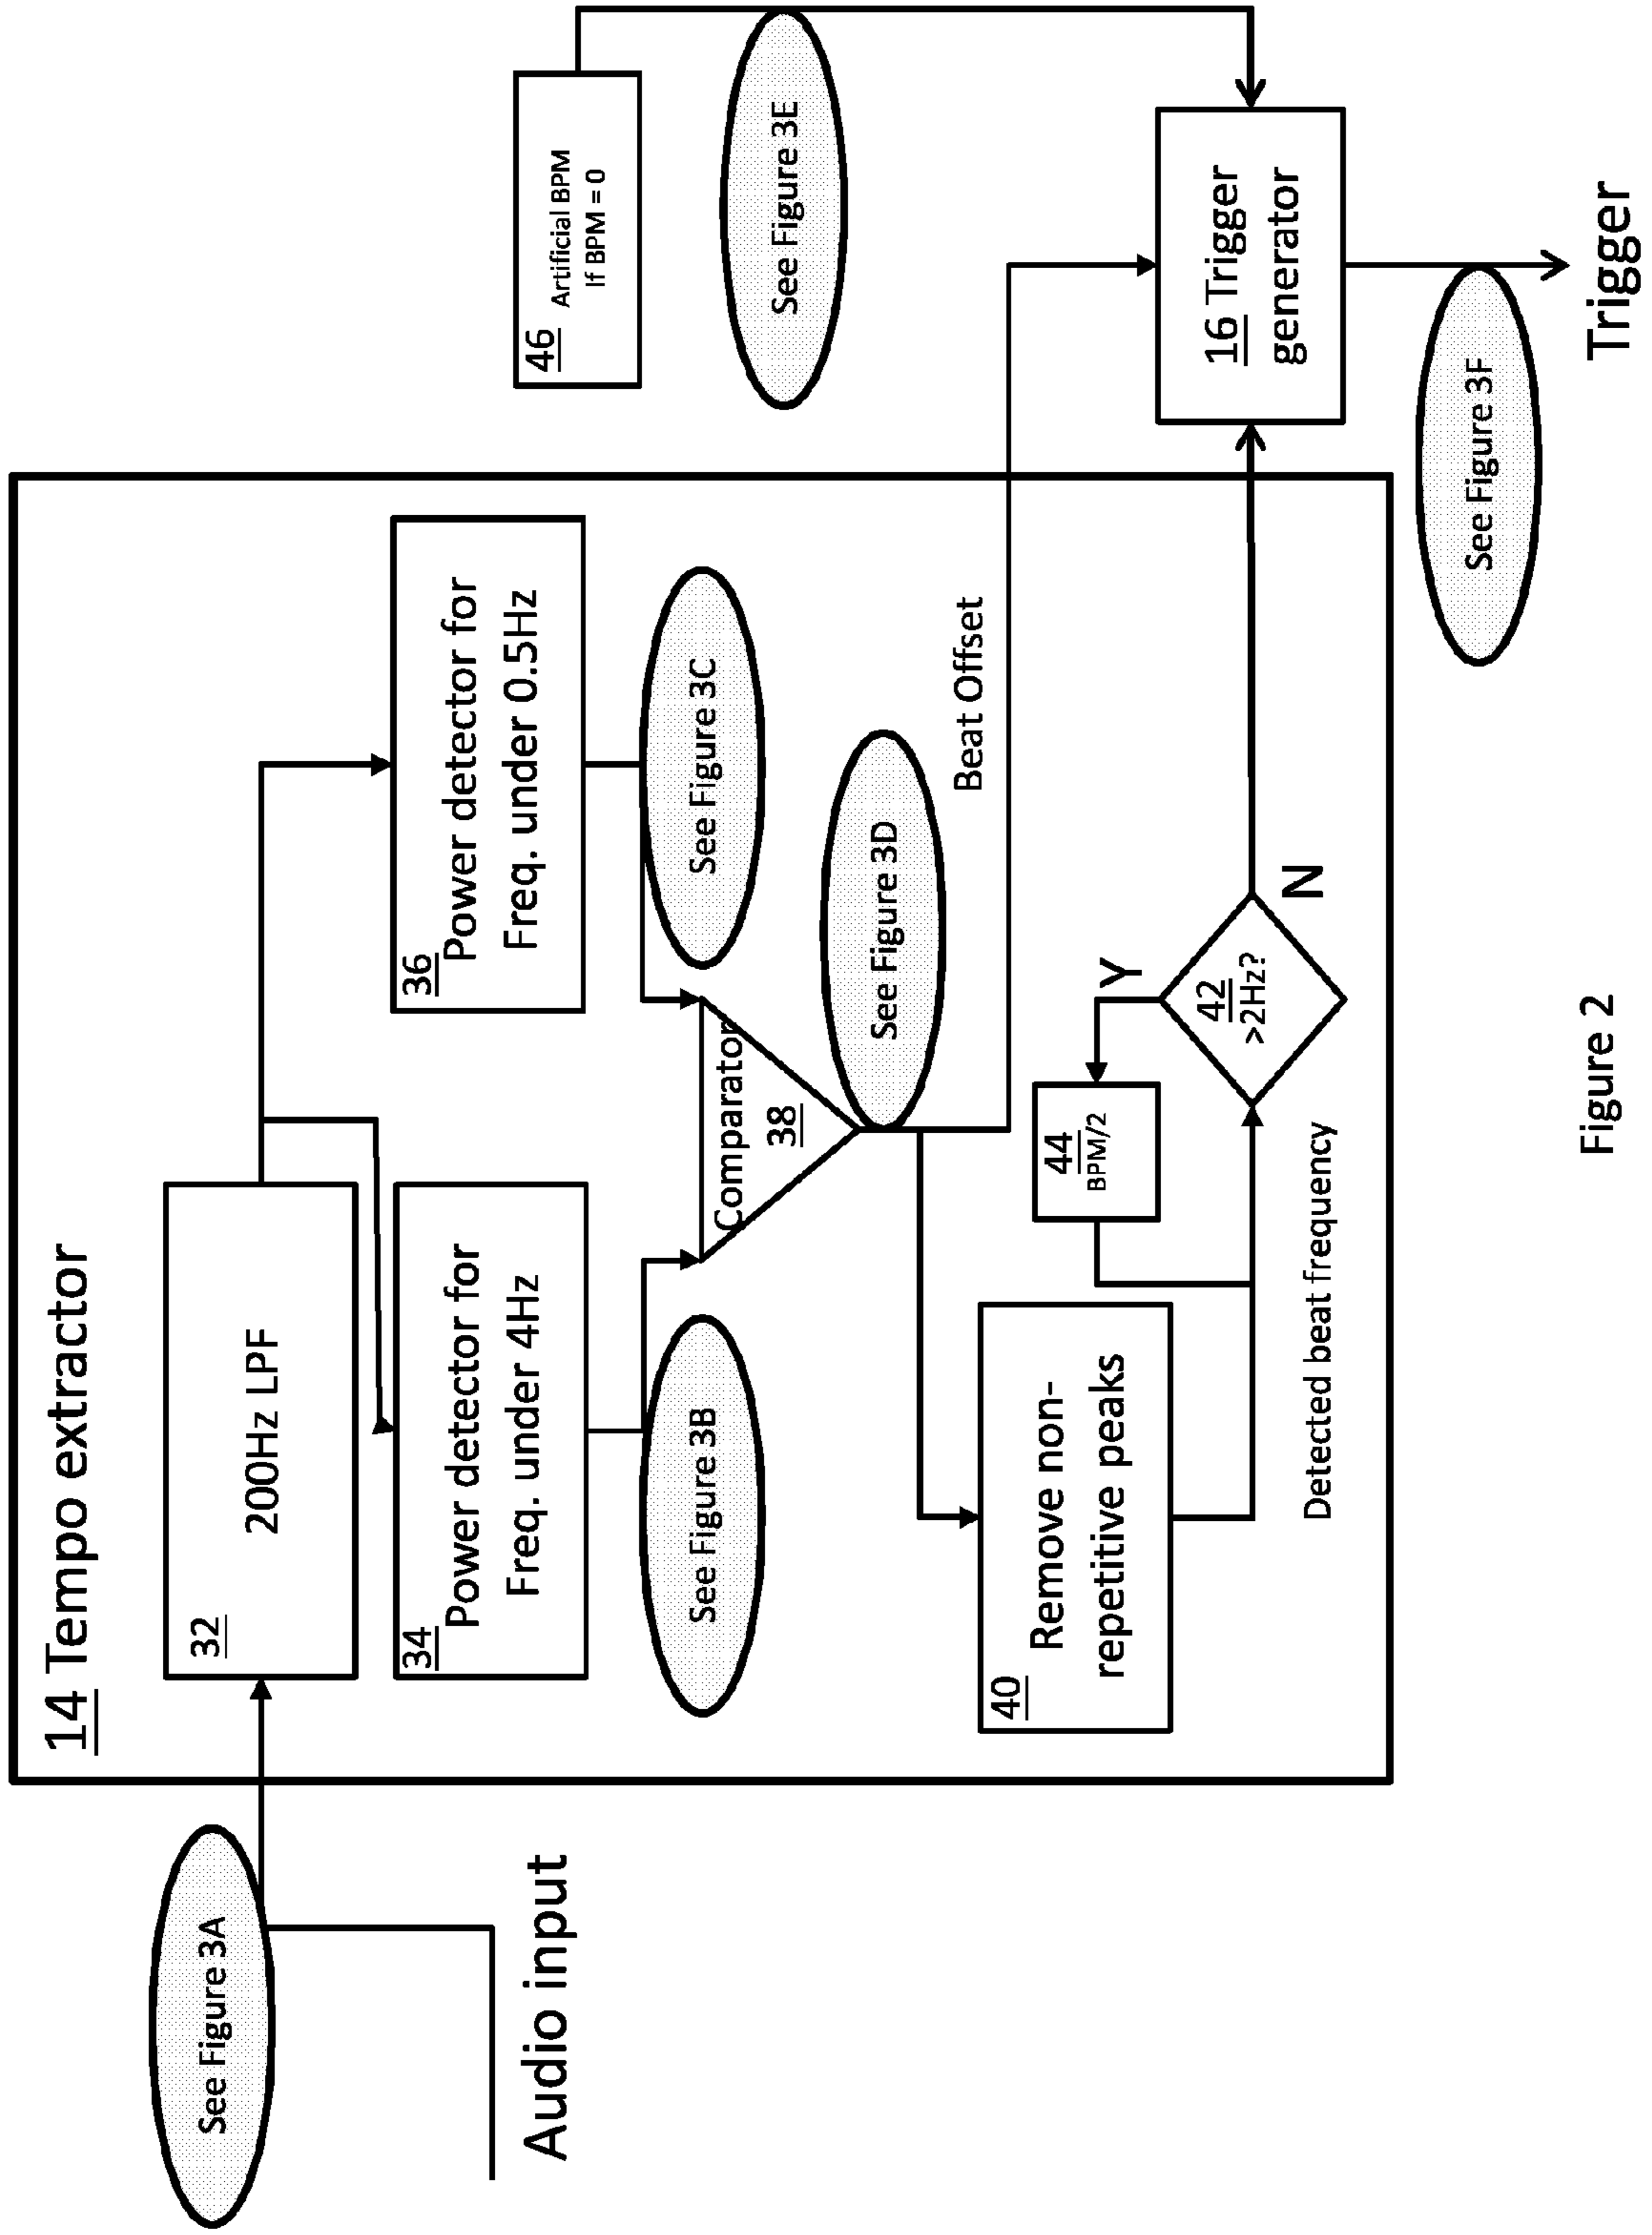 14 Tempo extractor
See Figure 3A
Audio input
32
200Hz LPF
34
Power detector for
Freq. under 4Hz
36
Power detector for
Freq. under 0.5Hz
See Figure 3B
See Figure 3C
Comparator
38
See Figure 3D
Beat Offset
40
Remove non-
repetitive peaks
44
BPM/2
Y
42
>2Hz?
N
Detected beat frequency
46
Artificial BPM
If BPM = 0
See Figure 3E
16 Trigger
generator
See Figure 3F
Trigger
Figure 2